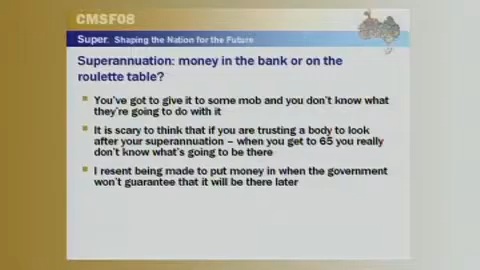 CMSF08
Super. Shaping the Nation for the Future
Superannuation: money in the bank or on the
roulette table?
You've got to give it to some mob and you don't know what
they're going to do with it
It is scary to think that if you are trusting a body to look
after your superannuation – when you get to 65 you really
don't know what's going to be there
I resent being made to put money in when the government
won't guarantee that it will be there later